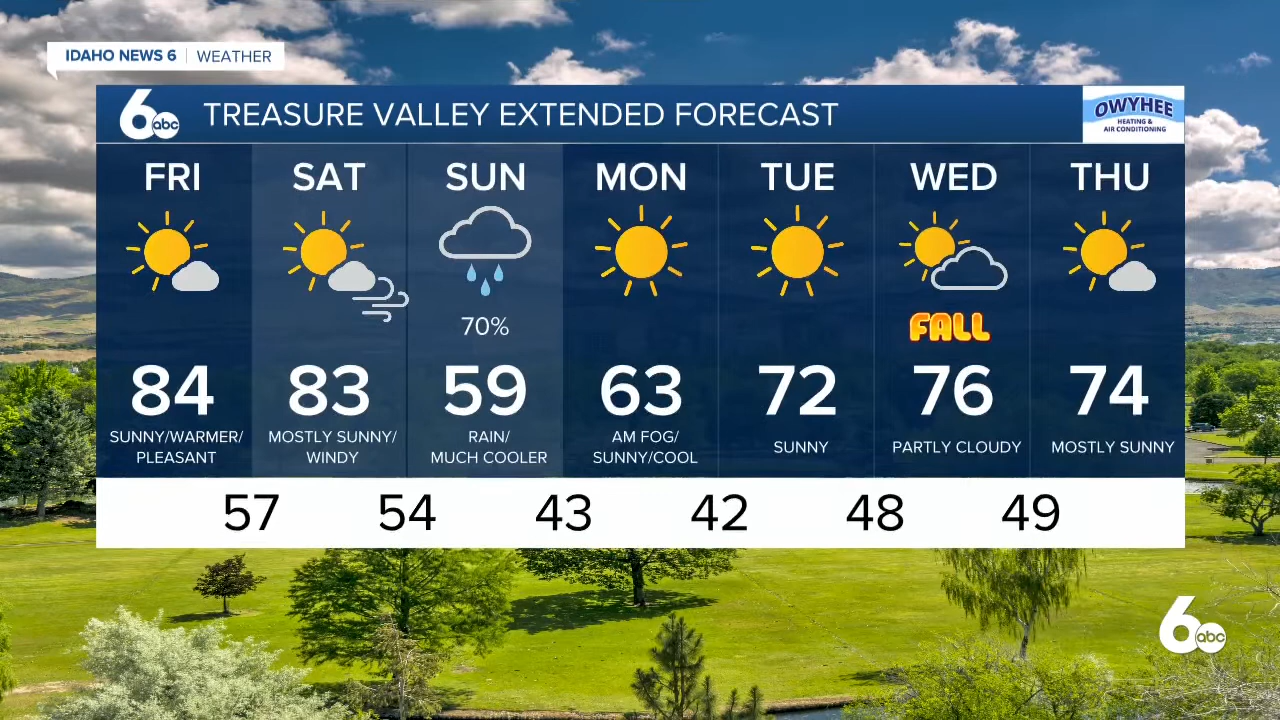 IDAHO NEWS 6 WEATHER
6 abc TREASURE VALLEY EXTENDED FORECAST
OWYHEE
HEATING &
AIR CONDITIONING
FRI SAT SUN MON TUE WED THU
70%
FALL
84 83 59 63 72 76 74
SUNNY/WARMER/
PLEASANT
MOSTLY SUNNY/
WINDY
RAIN/
MUCH COOLER
AM FOG/
SUNNY/COOL
SUNNY
PARTLY CLOUDY
MOSTLY SUNNY
57 54 43 42 48 49
6 abc